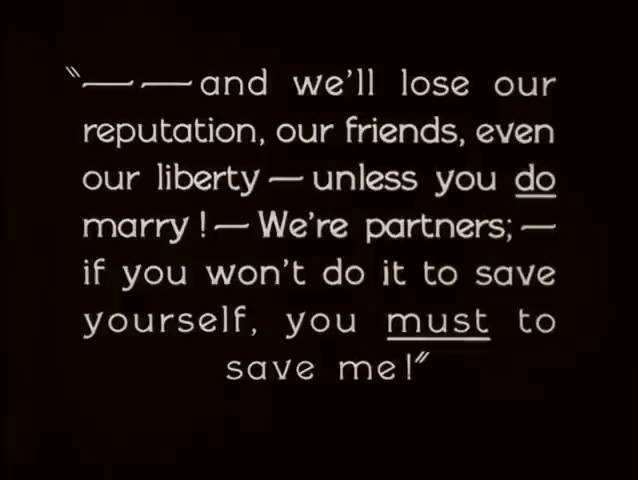 "— — and we'll lose our
reputation, our friends, even
our liberty — unless you do
marry! — We're partners; —
if you won't do it to save
yourself, you must to
save me!"